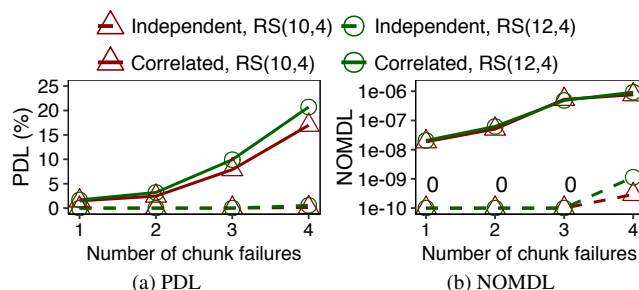 Independent, RS(10,4) Independent, RS(12,4)
Correlated, RS(10,4) Correlated, RS(12,4)
PDL (%)
25
20
15
10
5
0
1 2 3 4
Number of chunk failures
(a) PDL
NOMDL
1e-06
1e-07
1e-08
1e-09
1e-10
0 0 0
1 2 3 4
Number of chunk failures
(b) NOMDL